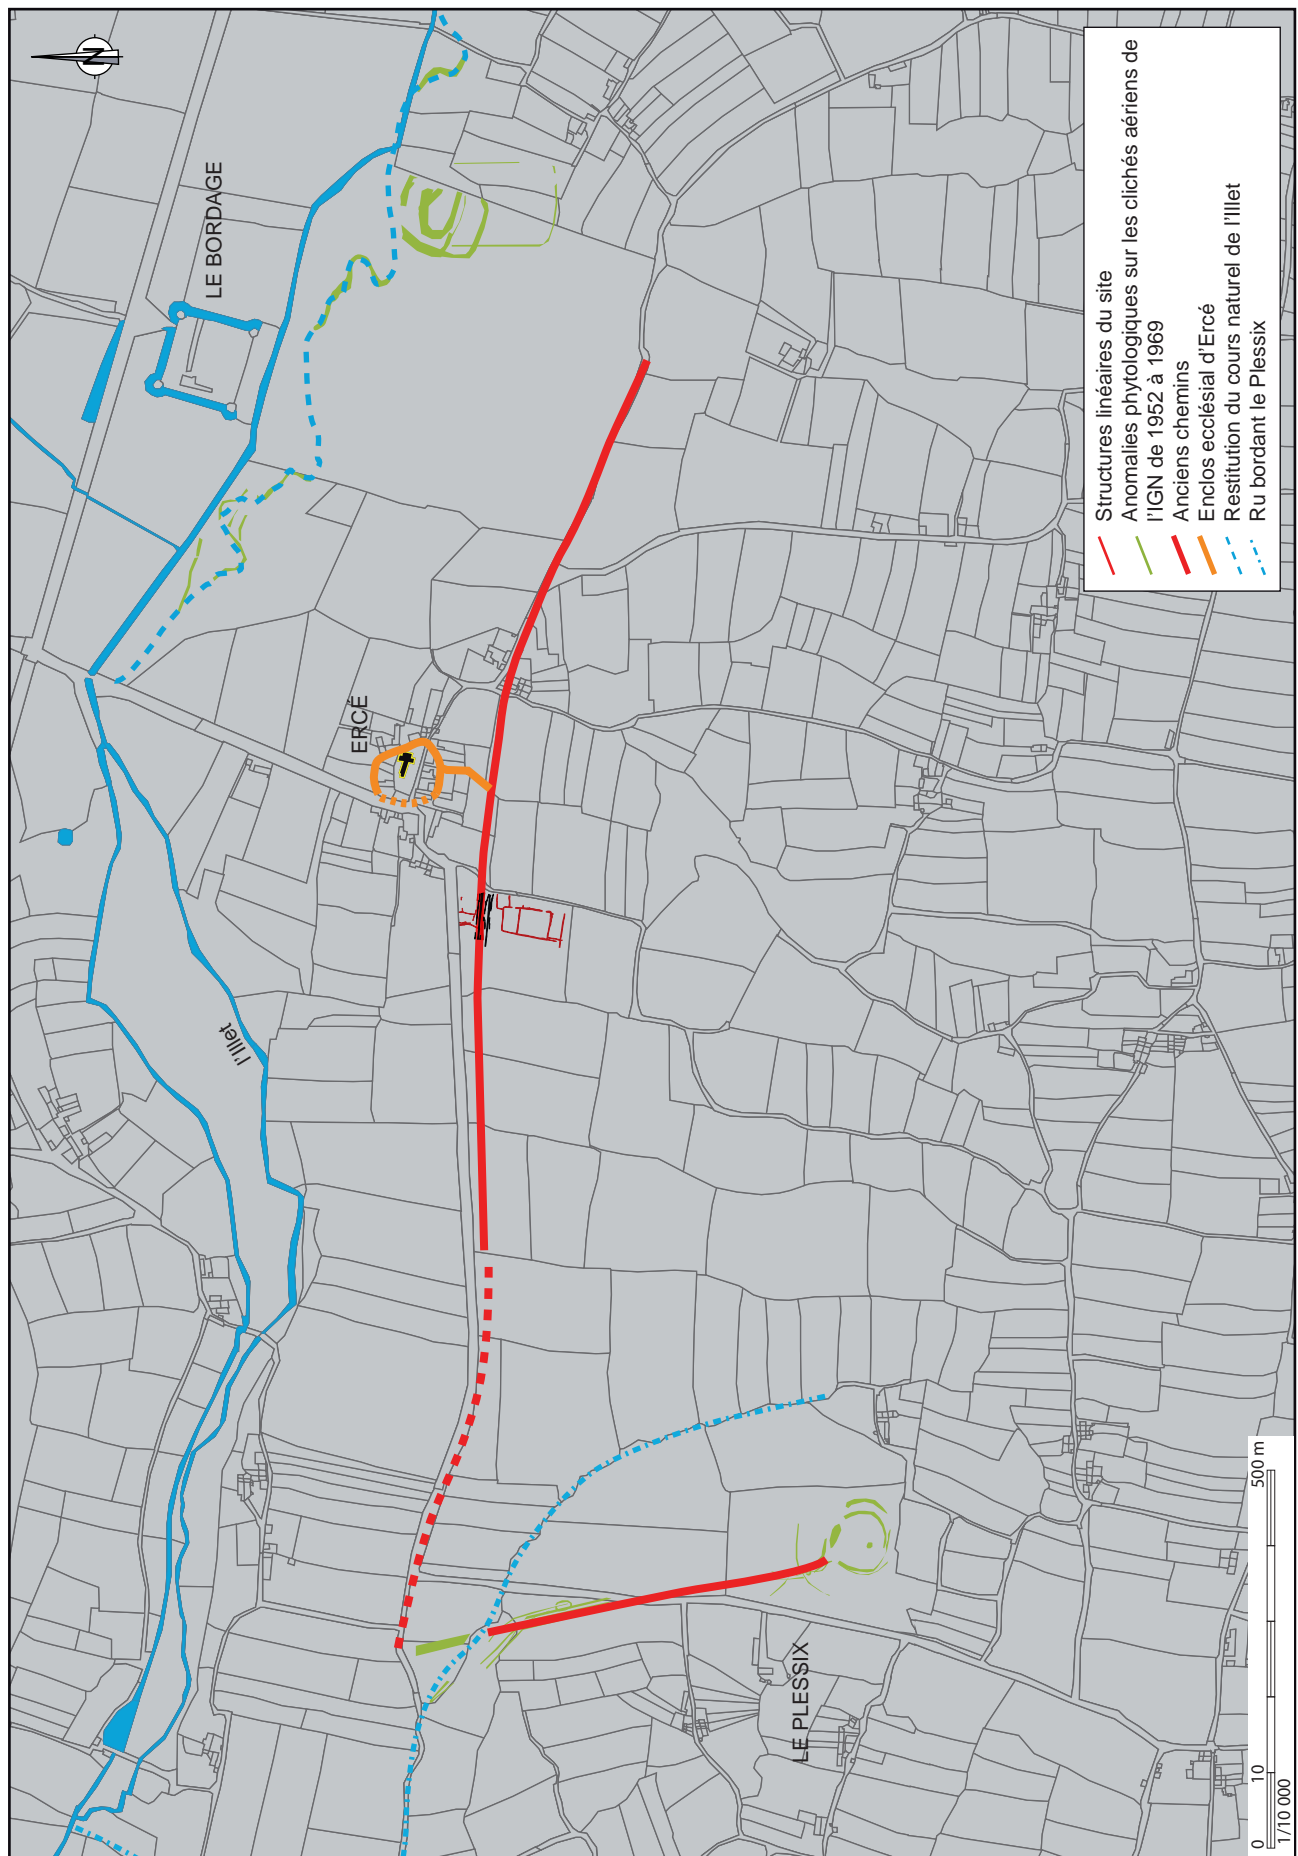 N
LE BORDAGE
ERCÉ
l'Illet
LE PLESSIX
Structures linéaires du site
Anomalies phytologiques sur les clichés aériens de
l'IGN de 1952 à 1969
Anciens chemins
Enclos ecclésial d'Ercé
Restitution du cours naturel de l'Illet
Ru bordant le Plessix
0 10 500 m
1/10 000